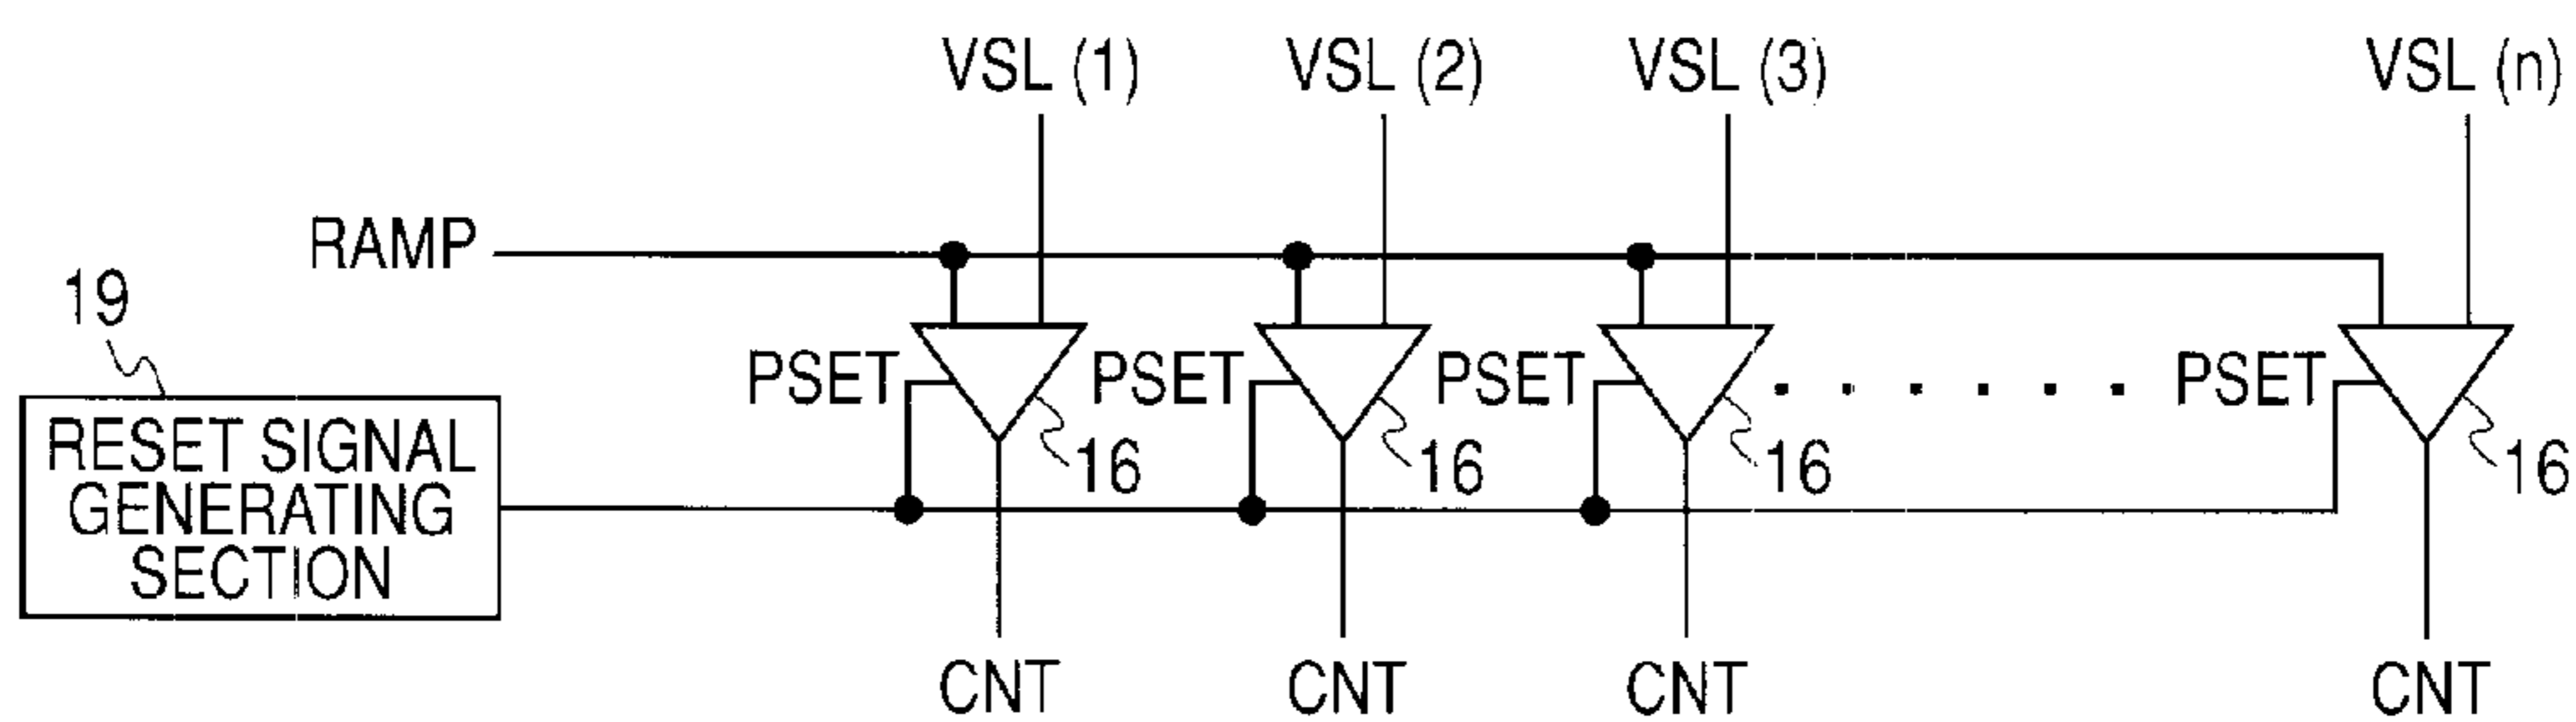 VSL (1) VSL (2) VSL (3) VSL (n)
RAMP
19
PSET PSET PSET . . . . . . PSET
RESET SIGNAL
GENERATING
SECTION
16 16 16 16
CNT CNT CNT CNT